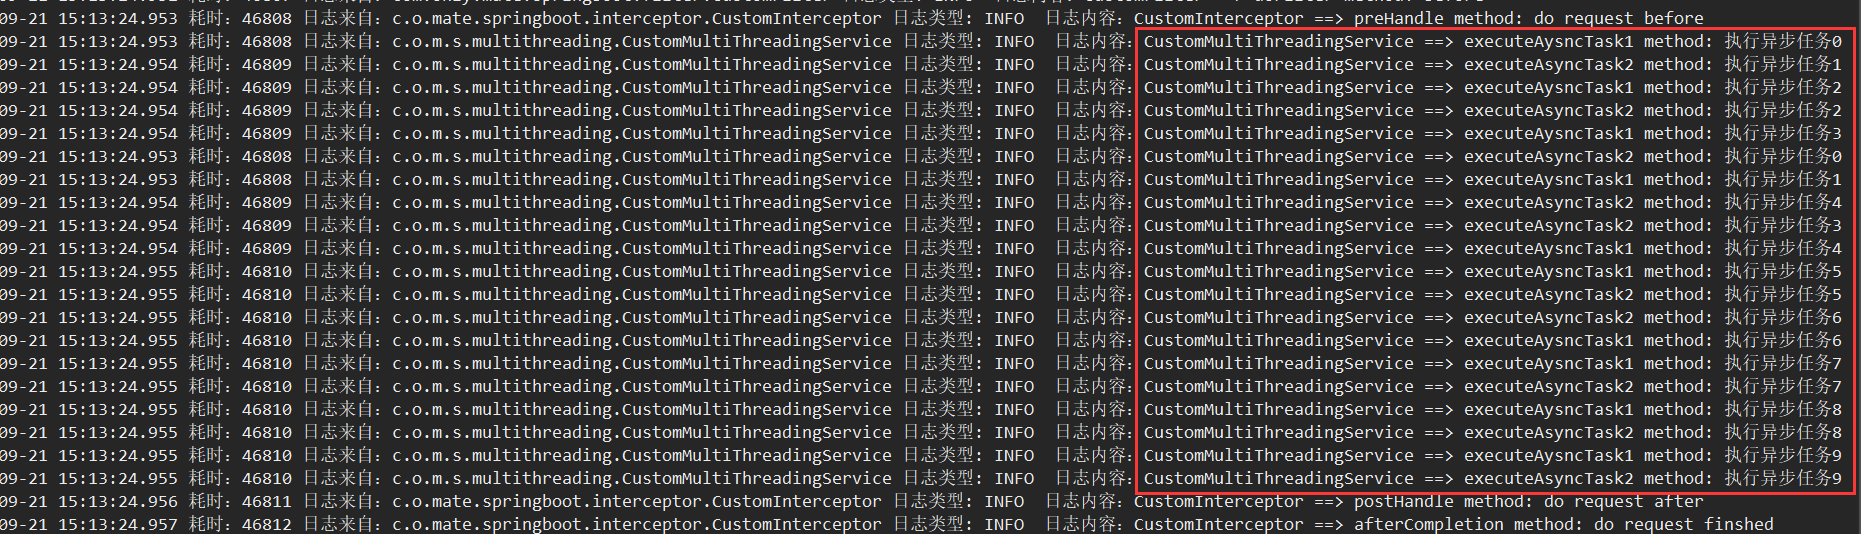 09-21 15:13:24.953 耗时：46808 日志来自：c.o.mate.springboot.interceptor.CustomInterceptor 日志类型：INFO  日志内容：CustomInterceptor ==> preHandle method: do request before
09-21 15:13:24.953 耗时：46808 日志来自：c.o.m.s.multithreading.CustomMultiThreadingService 日志类型：INFO  日志内容：CustomMultiThreadingService ==> executeAysncTask1 method: 执行异步任务0
09-21 15:13:24.954 耗时：46809 日志来自：c.o.m.s.multithreading.CustomMultiThreadingService 日志类型：INFO  日志内容：CustomMultiThreadingService ==> executeAsyncTask2 method: 执行异步任务1
09-21 15:13:24.954 耗时：46809 日志来自：c.o.m.s.multithreading.CustomMultiThreadingService 日志类型：INFO  日志内容：CustomMultiThreadingService ==> executeAysncTask1 method: 执行异步任务2
09-21 15:13:24.954 耗时：46809 日志来自：c.o.m.s.multithreading.CustomMultiThreadingService 日志类型：INFO  日志内容：CustomMultiThreadingService ==> executeAsyncTask2 method: 执行异步任务2
09-21 15:13:24.954 耗时：46809 日志来自：c.o.m.s.multithreading.CustomMultiThreadingService 日志类型：INFO  日志内容：CustomMultiThreadingService ==> executeAysncTask1 method: 执行异步任务3
09-21 15:13:24.953 耗时：46808 日志来自：c.o.m.s.multithreading.CustomMultiThreadingService 日志类型：INFO  日志内容：CustomMultiThreadingService ==> executeAsyncTask2 method: 执行异步任务0
09-21 15:13:24.953 耗时：46808 日志来自：c.o.m.s.multithreading.CustomMultiThreadingService 日志类型：INFO  日志内容：CustomMultiThreadingService ==> executeAysncTask1 method: 执行异步任务1
09-21 15:13:24.954 耗时：46809 日志来自：c.o.m.s.multithreading.CustomMultiThreadingService 日志类型：INFO  日志内容：CustomMultiThreadingService ==> executeAsyncTask2 method: 执行异步任务4
09-21 15:13:24.954 耗时：46809 日志来自：c.o.m.s.multithreading.CustomMultiThreadingService 日志类型：INFO  日志内容：CustomMultiThreadingService ==> executeAsyncTask2 method: 执行异步任务3
09-21 15:13:24.954 耗时：46809 日志来自：c.o.m.s.multithreading.CustomMultiThreadingService 日志类型：INFO  日志内容：CustomMultiThreadingService ==> executeAysncTask1 method: 执行异步任务4
09-21 15:13:24.955 耗时：46810 日志来自：c.o.m.s.multithreading.CustomMultiThreadingService 日志类型：INFO  日志内容：CustomMultiThreadingService ==> executeAysncTask1 method: 执行异步任务5
09-21 15:13:24.955 耗时：46810 日志来自：c.o.m.s.multithreading.CustomMultiThreadingService 日志类型：INFO  日志内容：CustomMultiThreadingService ==> executeAsyncTask2 method: 执行异步任务5
09-21 15:13:24.955 耗时：46810 日志来自：c.o.m.s.multithreading.CustomMultiThreadingService 日志类型：INFO  日志内容：CustomMultiThreadingService ==> executeAsyncTask2 method: 执行异步任务6
09-21 15:13:24.955 耗时：46810 日志来自：c.o.m.s.multithreading.CustomMultiThreadingService 日志类型：INFO  日志内容：CustomMultiThreadingService ==> executeAysncTask1 method: 执行异步任务6
09-21 15:13:24.955 耗时：46810 日志来自：c.o.m.s.multithreading.CustomMultiThreadingService 日志类型：INFO  日志内容：CustomMultiThreadingService ==> executeAysncTask1 method: 执行异步任务7
09-21 15:13:24.955 耗时：46810 日志来自：c.o.m.s.multithreading.CustomMultiThreadingService 日志类型：INFO  日志内容：CustomMultiThreadingService ==> executeAsyncTask2 method: 执行异步任务7
09-21 15:13:24.955 耗时：46810 日志来自：c.o.m.s.multithreading.CustomMultiThreadingService 日志类型：INFO  日志内容：CustomMultiThreadingService ==> executeAysncTask1 method: 执行异步任务8
09-21 15:13:24.955 耗时：46810 日志来自：c.o.m.s.multithreading.CustomMultiThreadingService 日志类型：INFO  日志内容：CustomMultiThreadingService ==> executeAsyncTask2 method: 执行异步任务8
09-21 15:13:24.955 耗时：46810 日志来自：c.o.m.s.multithreading.CustomMultiThreadingService 日志类型：INFO  日志内容：CustomMultiThreadingService ==> executeAysncTask1 method: 执行异步任务9
09-21 15:13:24.955 耗时：46810 日志来自：c.o.m.s.multithreading.CustomMultiThreadingService 日志类型：INFO  日志内容：CustomMultiThreadingService ==> executeAsyncTask2 method: 执行异步任务9
09-21 15:13:24.956 耗时：46811 日志来自：c.o.mate.springboot.interceptor.CustomInterceptor 日志类型：INFO  日志内容：CustomInterceptor ==> postHandle method: do request after
09-21 15:13:24.957 耗时：46812 日志来自：c.o.mate.springboot.interceptor.CustomInterceptor 日志类型：INFO  日志内容：CustomInterceptor ==> afterCompletion method: do request finshed